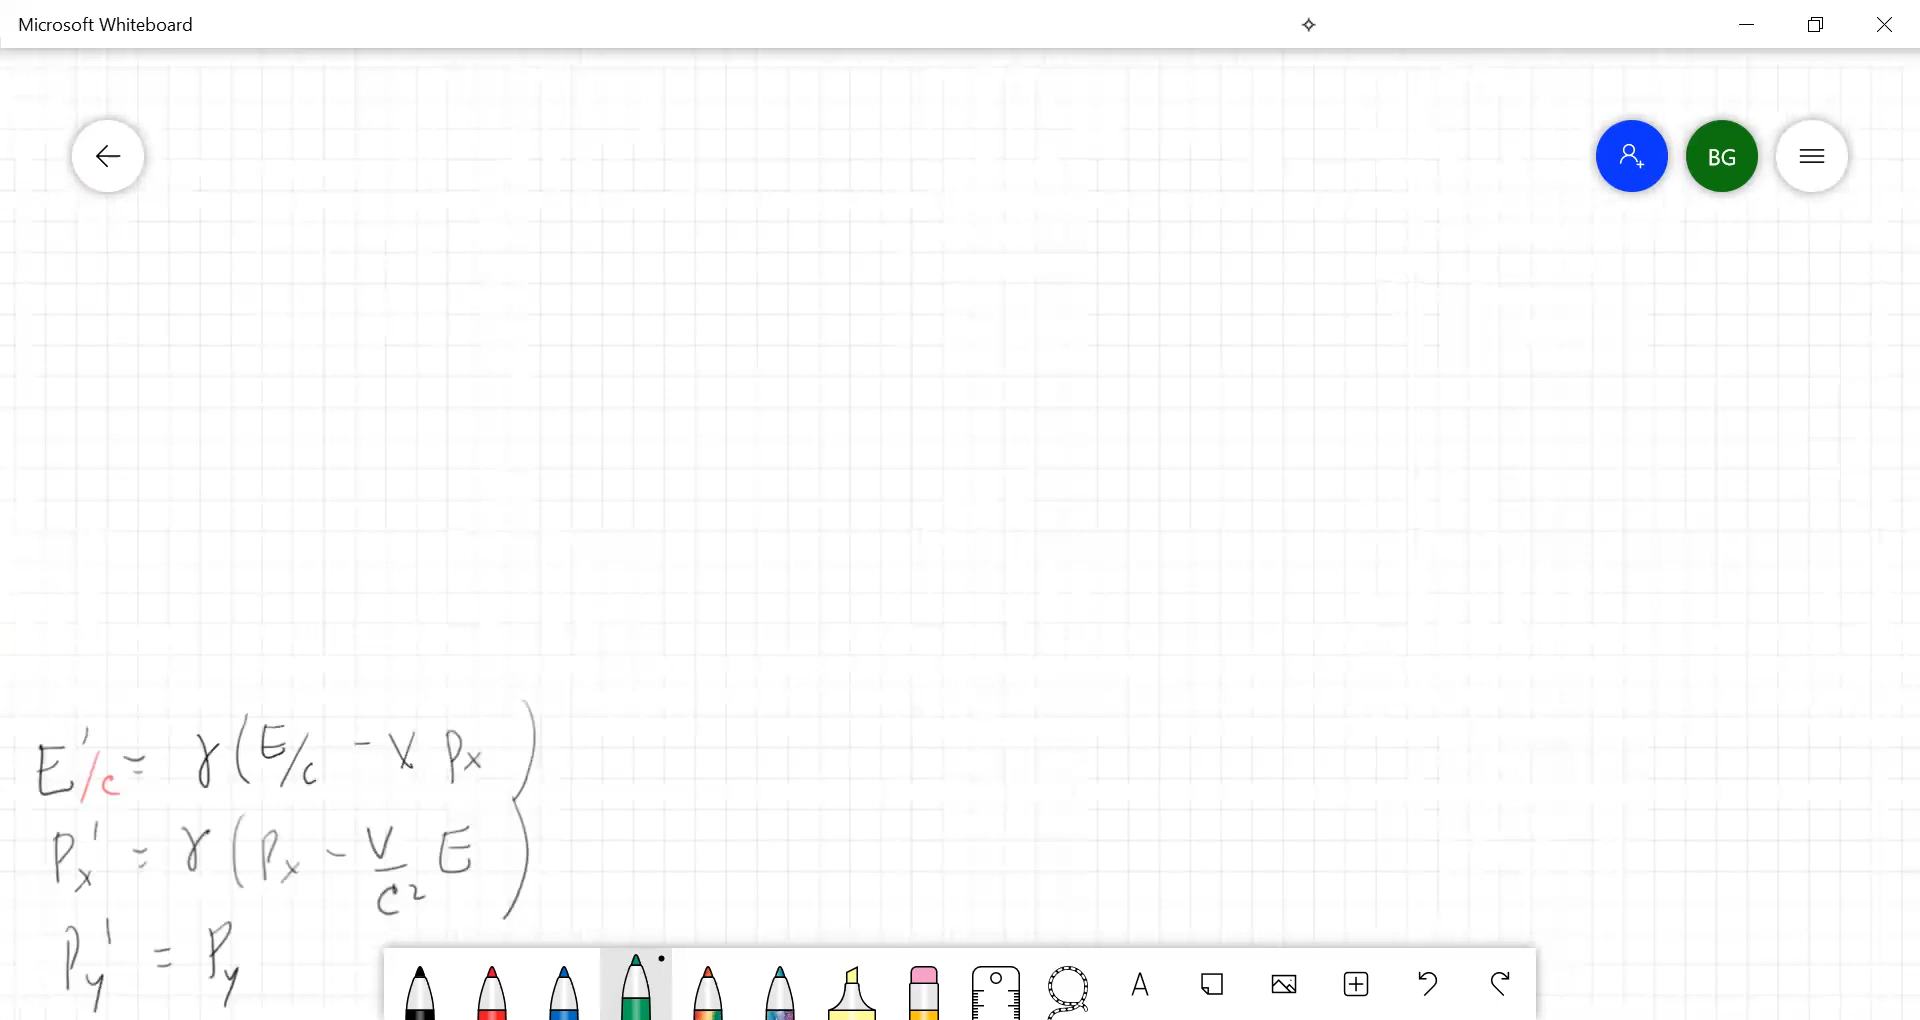 Microsoft Whiteboard
BG
E'/c = γ(E/c - V Px)
Px' = γ(Px - V/c² E)
Py' = Py
A